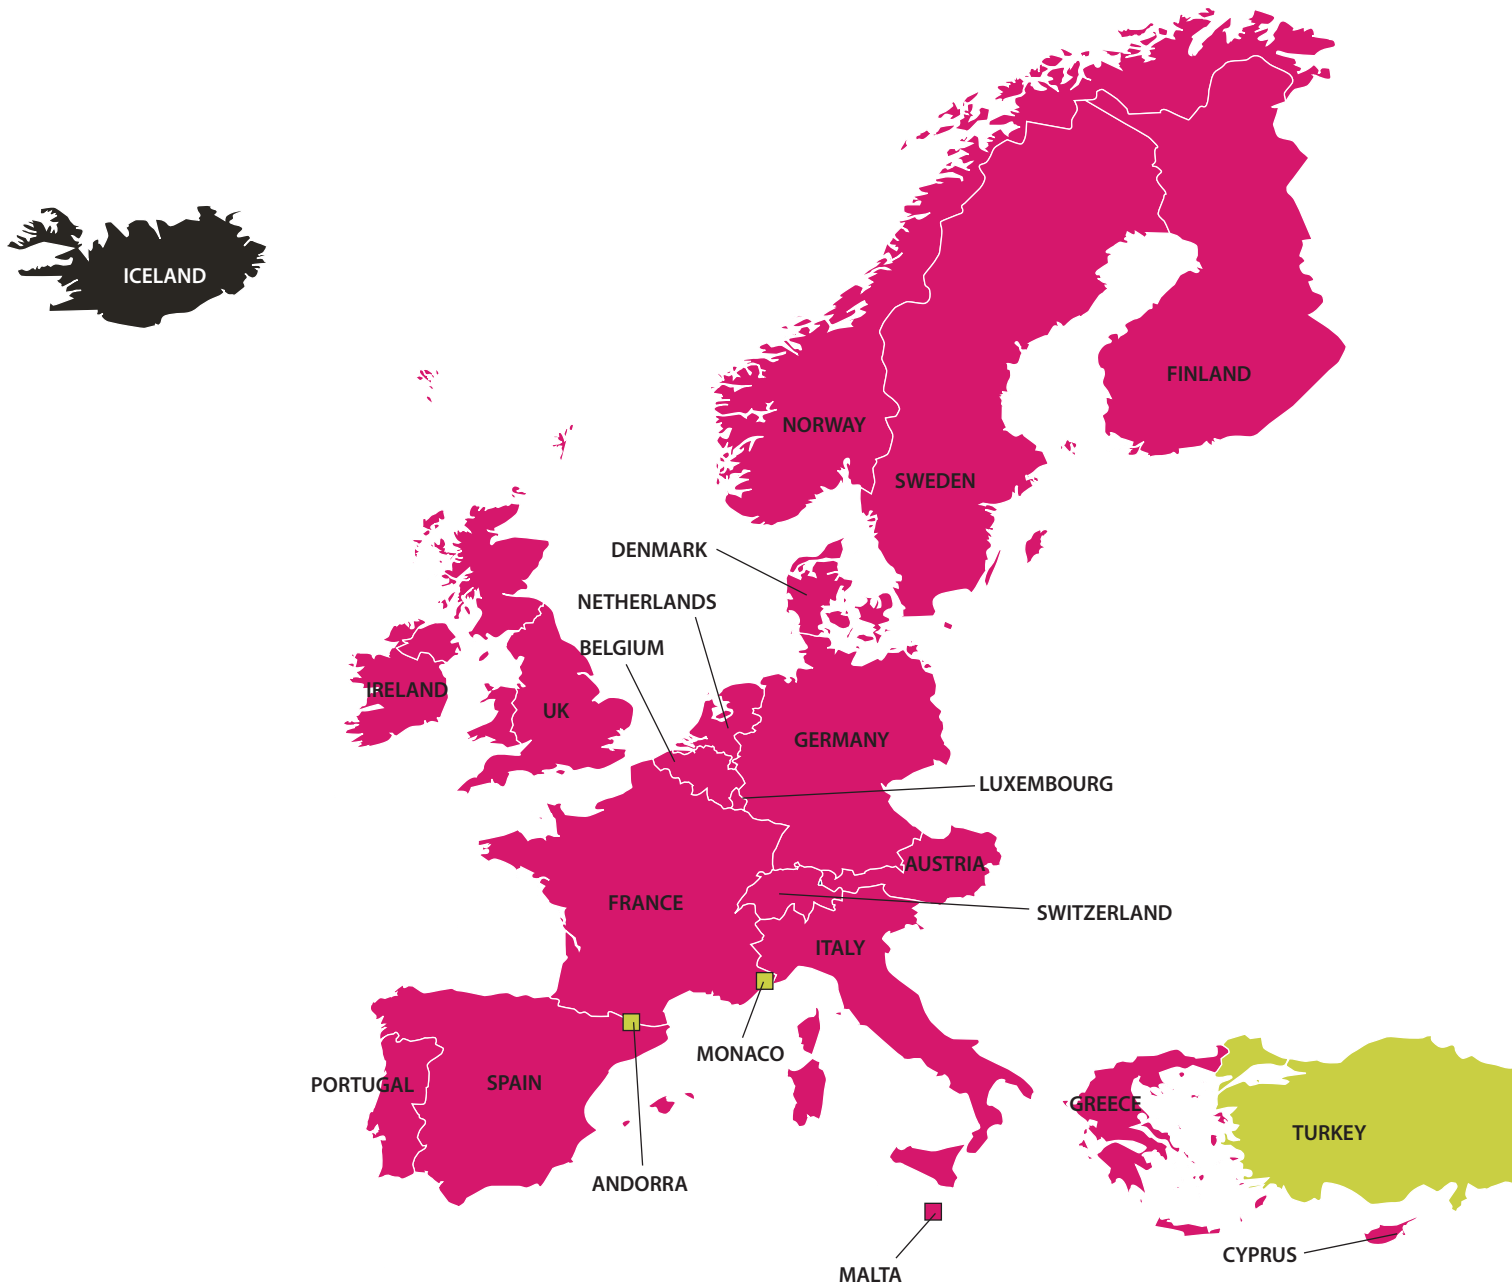 ICELAND
FINLAND
NORWAY
SWEDEN
DENMARK
NETHERLANDS
BELGIUM
IRELAND
UK
GERMANY
LUXEMBOURG
AUSTRIA
FRANCE
SWITZERLAND
ITALY
MONACO
PORTUGAL
SPAIN
GREECE
TURKEY
ANDORRA
CYPRUS
MALTA